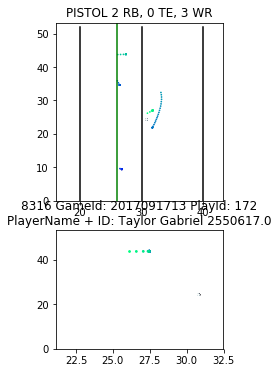 PISTOL 2 RB, 0 TE, 3 WR
50
40
30
20
10
0
20 30 40
8316 GameId: 2017091713 PlayId: 172
PlayerName + ID: Taylor Gabriel 2550617.0
40
20
0
22.5 25.0 27.5 30.0 32.5